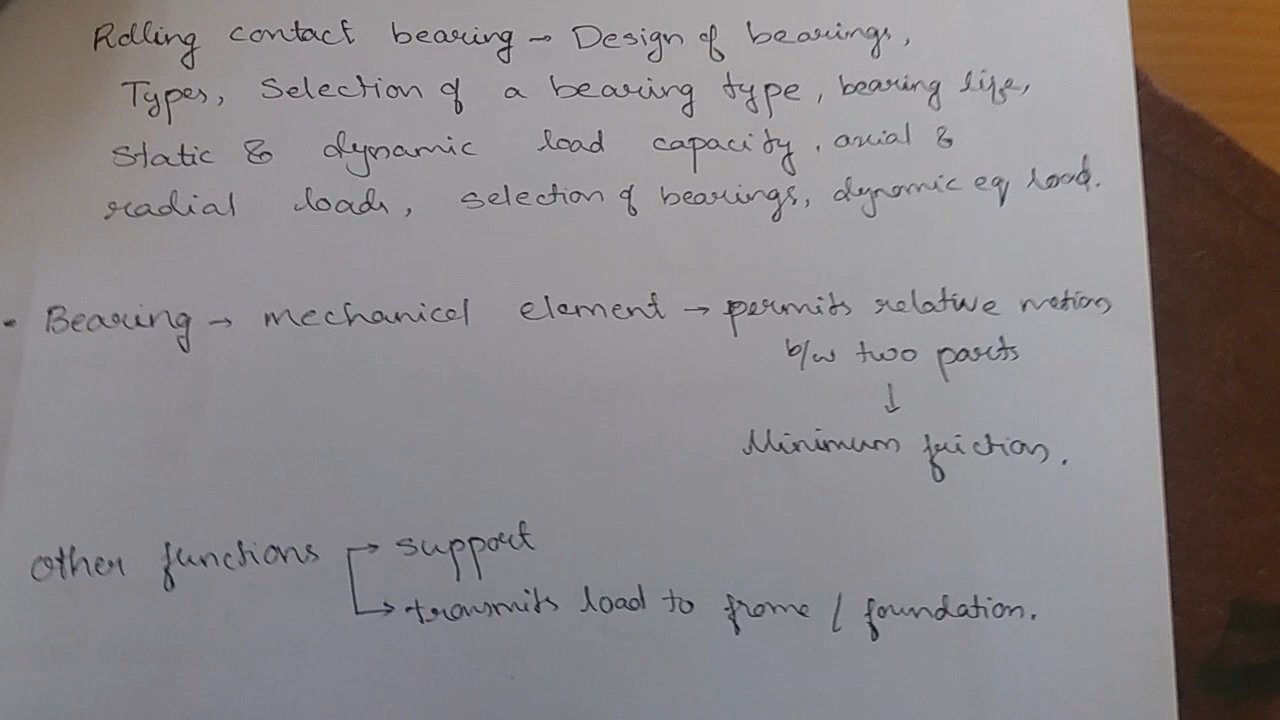 Rolling contact bearing → Design of bearings,
Types, Selection of a bearing type, bearing life,
Static & dynamic load capacity, axial &
radial loads, selection of bearings, dynamic eq load.
• Bearing → mechanical element → permits relative motion
b/w two parts
↓
Minimum friction.
Other functions → support
→ transmits load to frame / foundation.